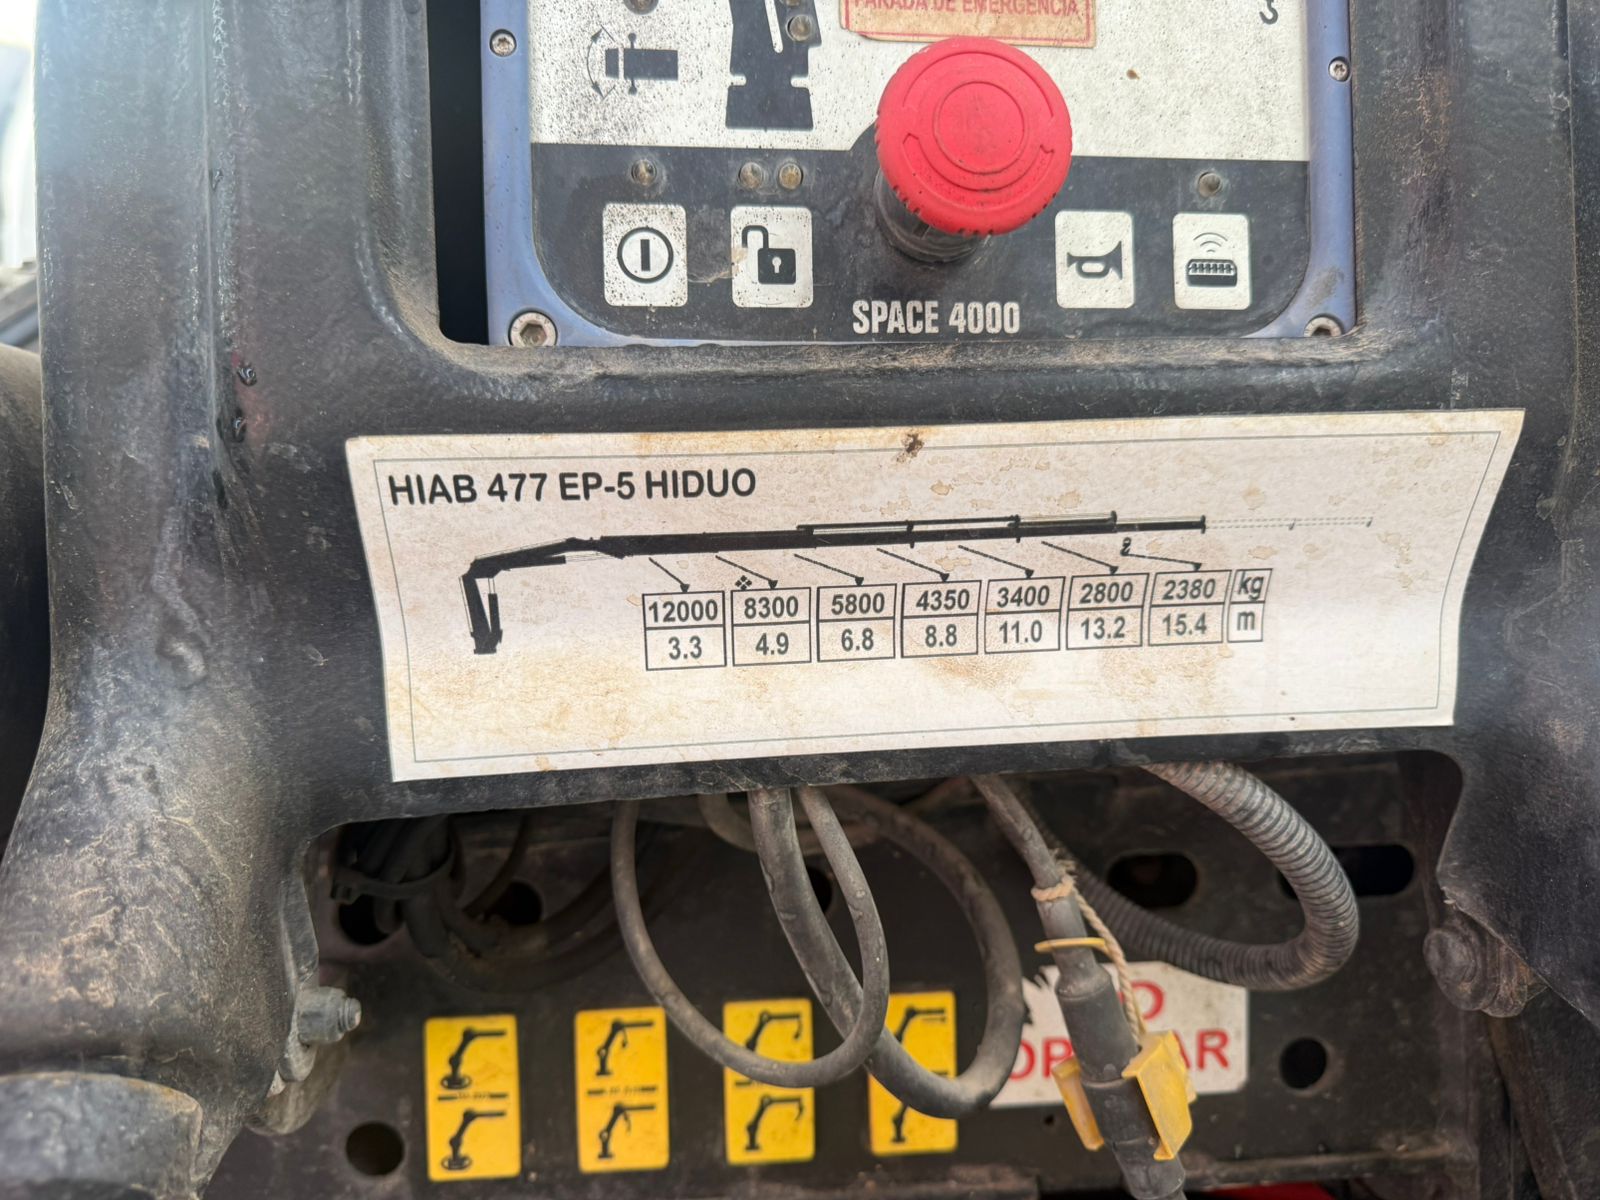 PARADA DE EMERGENCIA
3
SPACE 4000
HIAB 477 EP-5 HIDUO
12000 8300 5800 4350 3400 2800 2380 kg
3.3 4.9 6.8 8.8 11.0 13.2 15.4 m